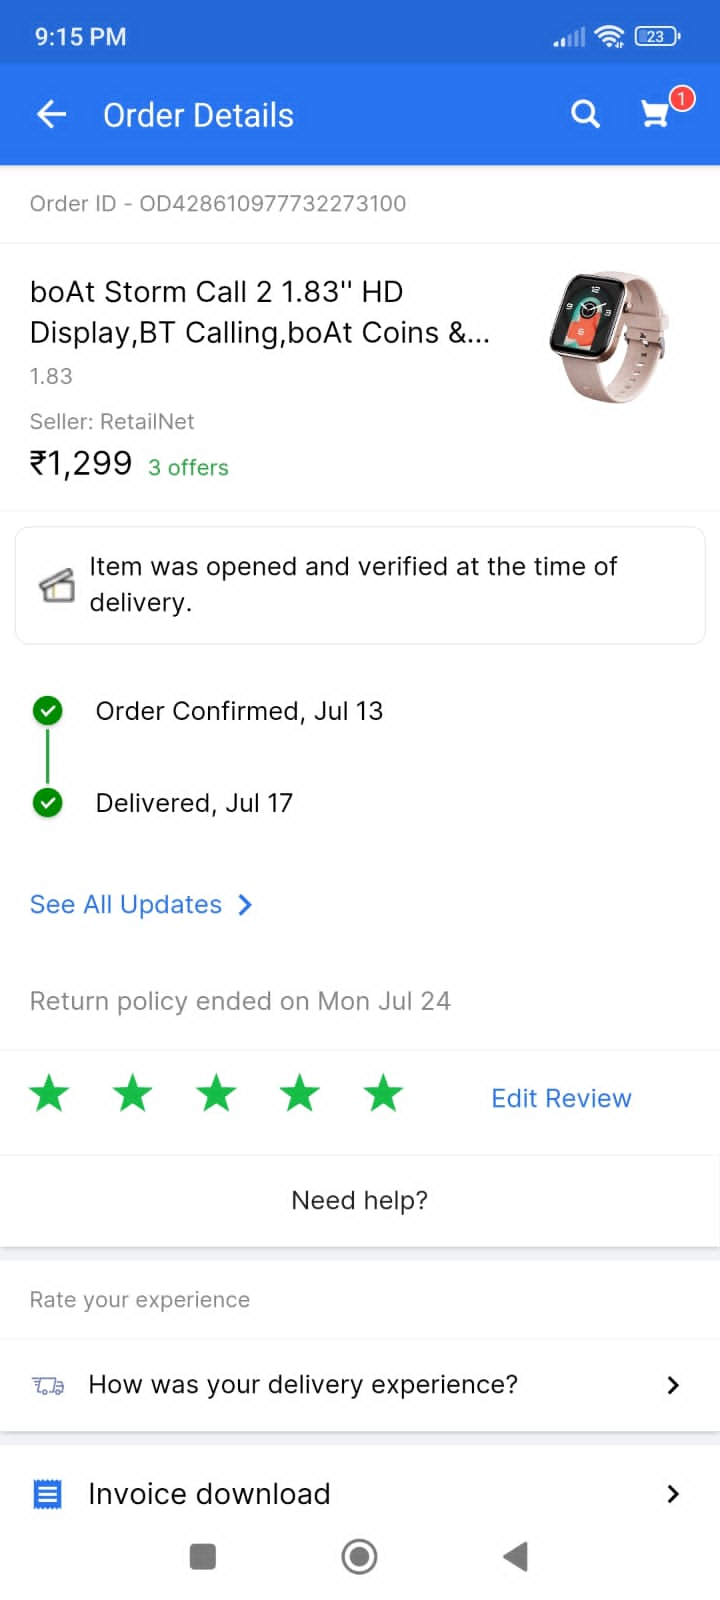 9:15 PM
23
Order Details
1
Order ID - OD428610977732273100
boAt Storm Call 2 1.83'' HD
Display,BT Calling,boAt Coins &...
1.83
Seller: RetailNet
₹1,299 3 offers
Item was opened and verified at the time of
delivery.
Order Confirmed, Jul 13
Delivered, Jul 17
See All Updates
Return policy ended on Mon Jul 24
Edit Review
Need help?
Rate your experience
How was your delivery experience?
Invoice download